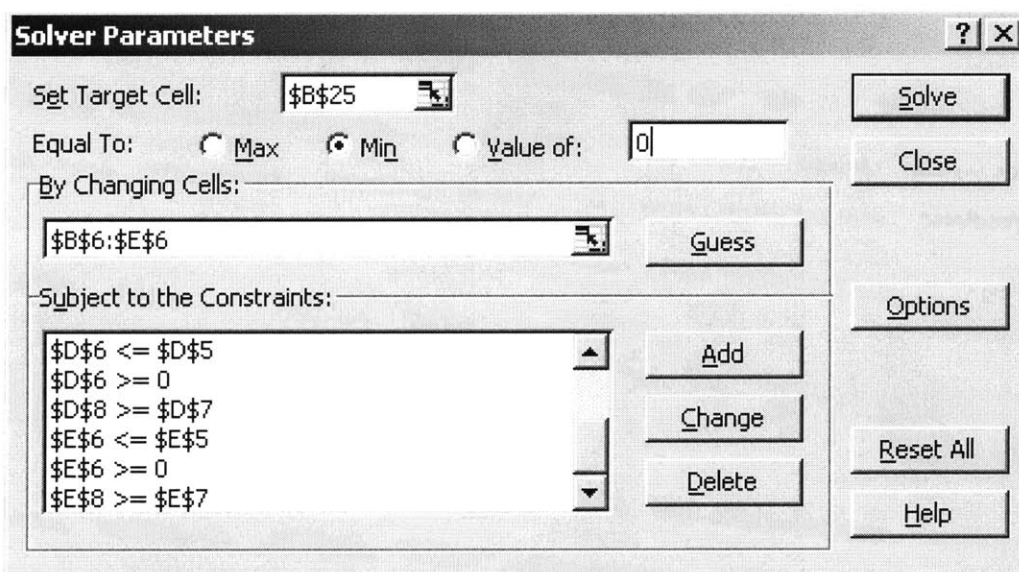 Solver Parameters
? X
Set Target Cell: $B$25 Solve
Equal To: Max Min Value of: 0 Close
By Changing Cells:
$B$6:$E$6 Guess
Subject to the Constraints: Options
$D$6 <= $D$5 Add
$D$6 >= 0
$D$8 >= $D$7 Change
$E$6 <= $E$5
$E$6 >= 0 Reset All
$E$8 >= $E$7 Delete
Help